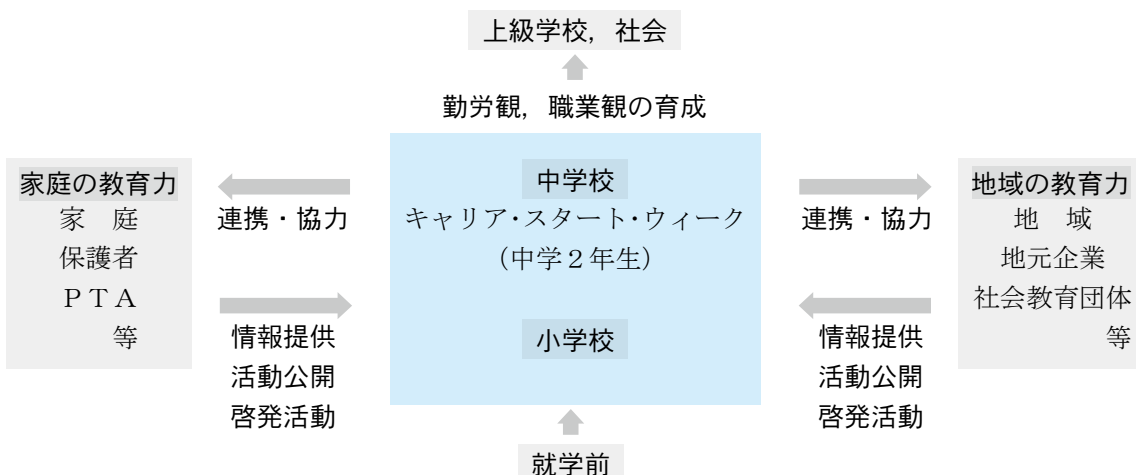 上級学校，社会
勤労観，職業観の育成
家庭の教育力
家　庭
保護者
ＰＴＡ
等
連携・協力
情報提供
活動公開
啓発活動
中学校
キャリア・スタート・ウィーク
（中学２年生）
小学校
連携・協力
情報提供
活動公開
啓発活動
地域の教育力
地　域
地元企業
社会教育団体
等
就学前